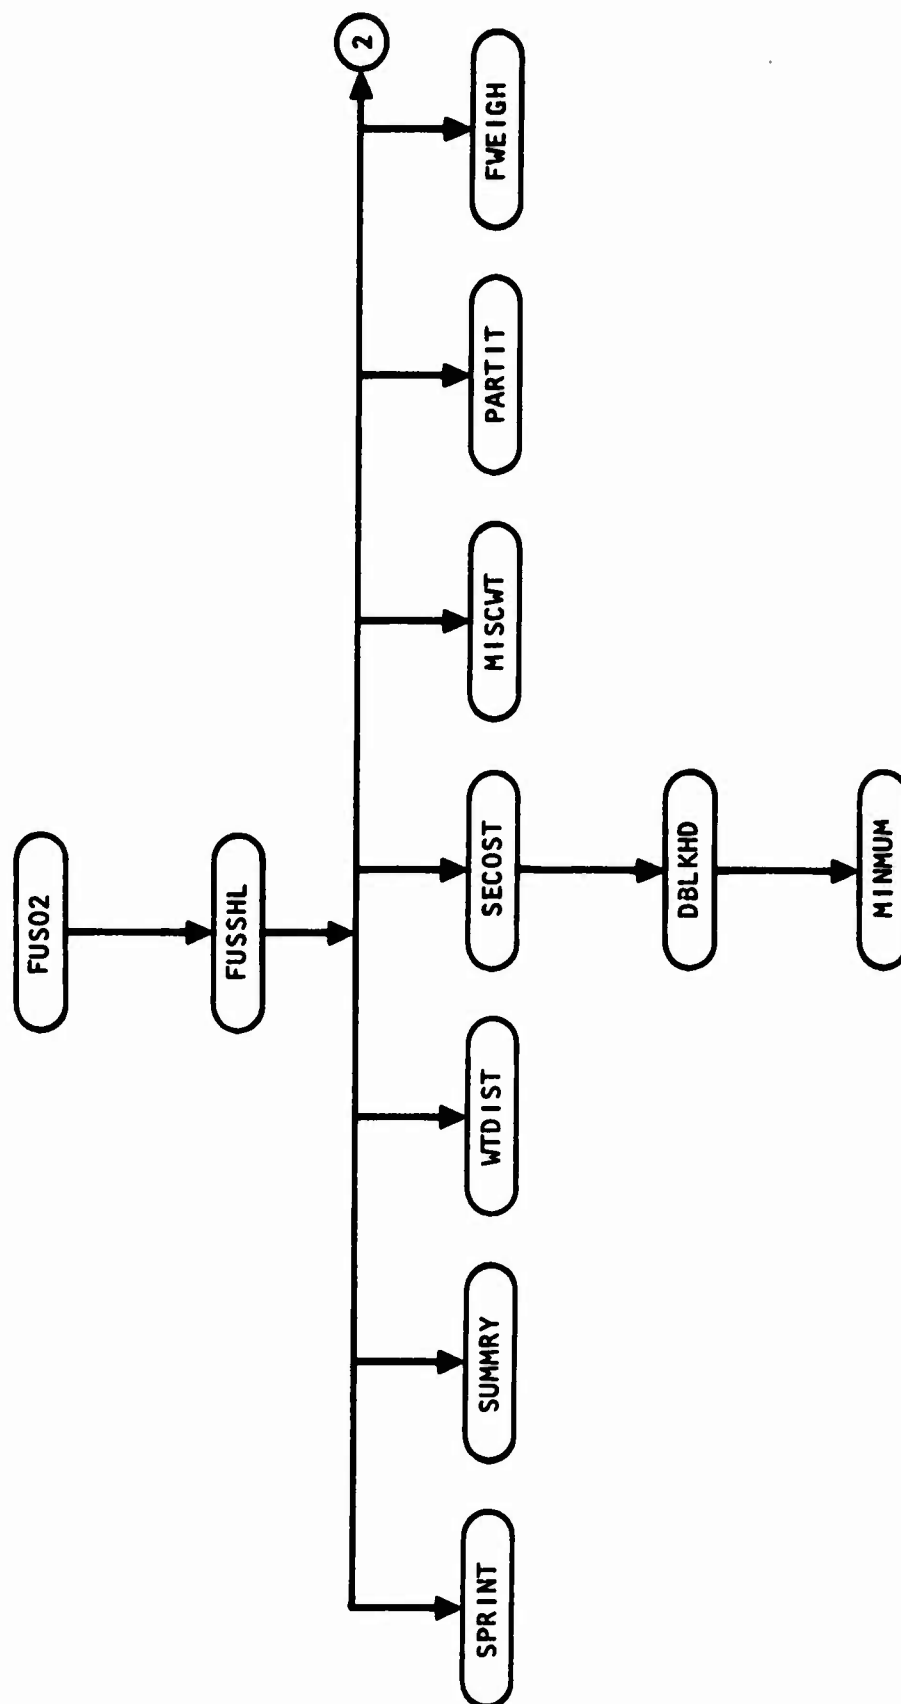 FUS02
FUSSHL
2
SPRINT
SUMMRY
WTDIST
SECOST
MISCWT
PARTIT
FWEIGH
DBLKHD
MINMUM